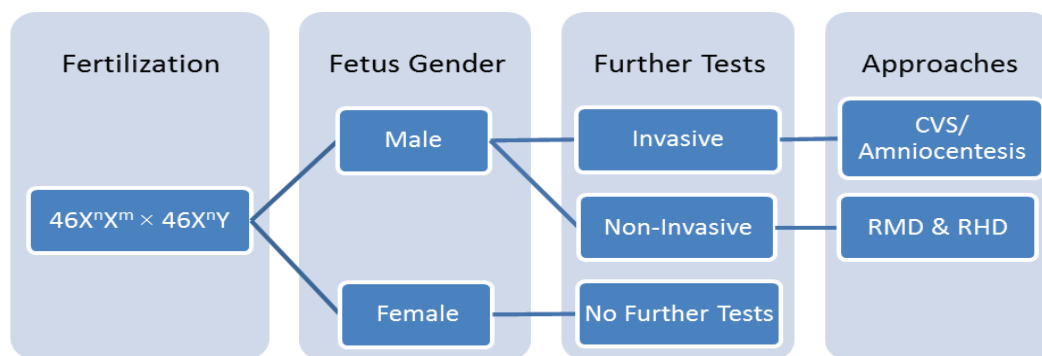 Fertilization
46XⁿXᵐ × 46XⁿY
Fetus Gender
Male
Female
Further Tests
Invasive
Non-Invasive
No Further Tests
Approaches
CVS/
Amniocentesis
RMD & RHD